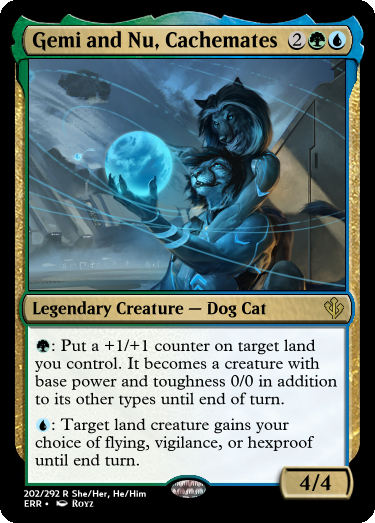 Gemi and Nu, Cachemates 2
Legendary Creature — Dog Cat
: Put a +1/+1 counter on target land
you control. It becomes a creature with
base power and toughness 0/0 in addition
to its other types until end of turn.
: Target land creature gains your
choice of flying, vigilance, or hexproof
until end turn.
4/4
202/292 R She/Her, He/Him
ERR • Royz